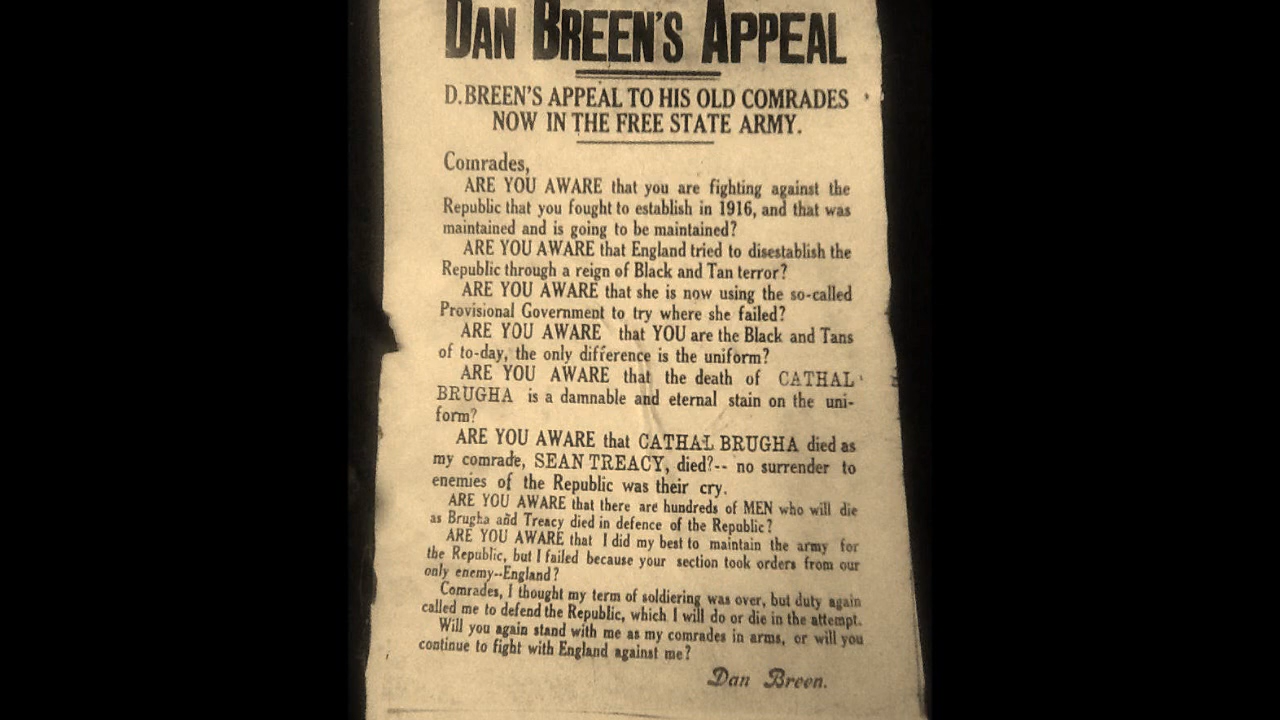 DAN BREEN'S APPEAL
D. BREEN'S APPEAL TO HIS OLD COMRADES
NOW IN THE FREE STATE ARMY.
Comrades,
ARE YOU AWARE that you are fighting against the
Republic that you fought to establish in 1916, and that was
maintained and is going to be maintained?
ARE YOU AWARE that England tried to disestablish the
Republic through a reign of Black and Tan terror?
ARE YOU AWARE that she is now using the so-called
Provisional Government to try where she failed?
ARE YOU AWARE that YOU are the Black and Tans
of to-day, the only difference is the uniform?
ARE YOU AWARE that the death of CATHAL
BRUGHA is a damnable and eternal stain on the uni-
form?
ARE YOU AWARE that CATHAL BRUGHA died as
my comrade, SEAN TREACY, died?-- no surrender to
enemies of the Republic was their cry.
ARE YOU AWARE that there are hundreds of MEN who will die
as Brugha and Treacy died in defence of the Republic?
ARE YOU AWARE that I did my best to maintain the army for
the Republic, but I failed because your section took orders from our
only enemy--England?
Comrades, I thought my term of soldiering was over, but duty again
called me to defend the Republic, which I will do or die in the attempt.
Will you again stand with me as my comrades in arms, or will you
continue to fight with England against me?
Dan Breen.